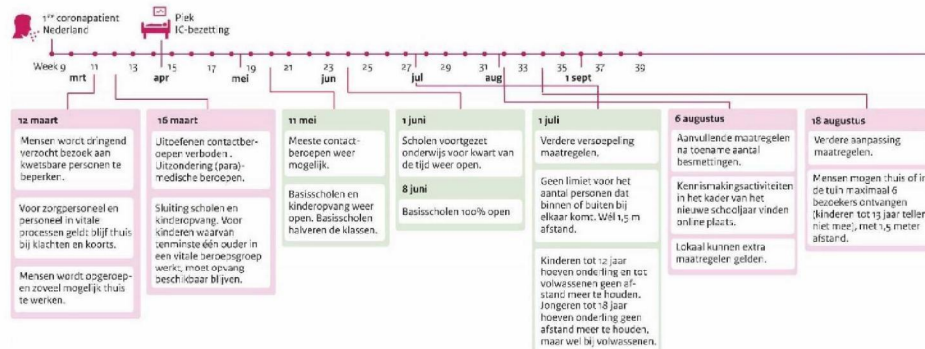 1ste coronapatient
Nederland
Piek
IC-bezetting
Week 9 11 13 15 17 19 21 23 25 27 29 31 33 35 37 39
mrt apr mei jun jul aug 1 sept
12 maart
Mensen wordt dringend
verzocht bezoek aan
kwetsbare personen te
beperken.
Voor zorgpersoneel en
personeel in vitale
processen geldt blijf thuis
bij klachten en koorts.
Mensen wordt opgeroep-
en zoveel mogelijk thuis
te werken.
16 maart
Uitoefenen contactbe-
roepen verboden.
Uitzondering (para)-
medische beroepen.
Sluiting scholen en
kinderopvang. Voor
kinderen waarvan
tenminste één ouder in
een vitale beroepsgroep
werkt, moet opvang
beschikbaar blijven.
11 mei
Meeste contact-
beroepen weer
mogelijk.
Basisscholen en
kinderopvang weer
open. Basisscholen
halveren de klassen.
1 juni
Scholen voortgezet
onderwijs voor kwart van
de tijd weer open.
8 juni
Basisscholen 100% open
1 juli
Verdere versoepeling
maatregelen.
Geen limiet voor het
aantal personen dat
binnen of buiten bij
elkaar komt. Wél 1,5 m
afstand.
Kinderen tot 12 jaar
hoeven onderling en tot
volwassenen geen af-
stand meer te houden.
Jongeren tot 18 jaar
hoeven onderling geen
afstand meer te houden,
maar wel bij volwassenen.
6 augustus
Aanvullende maatregelen
na toename aantal
besmettingen.
Kennismakingsactiviteiten
in het kader van het
nieuwe schooljaar vinden
online plaats.
Lokaal kunnen extra
maatregelen gelden.
18 augustus
Verdere aanpassing
maatregelen.
Mensen mogen thuis of in
de tuin maximaal 6
bezoekers ontvangen
(kinderen tot 13 jaar tellen
niet mee), met 1,5 meter
afstand.